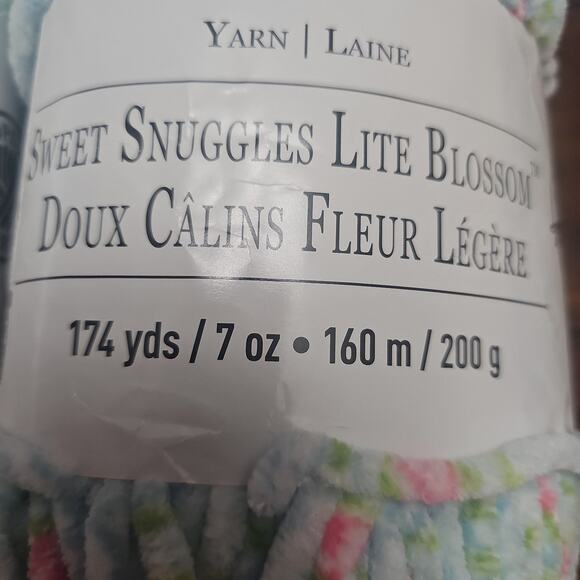 YARN | LAINE
SWEET SNUGGLES LITE BLOSSOM™
DOUX CÂLINS FLEUR LÉGÈRE
174 yds / 7 oz • 160 m / 200 g